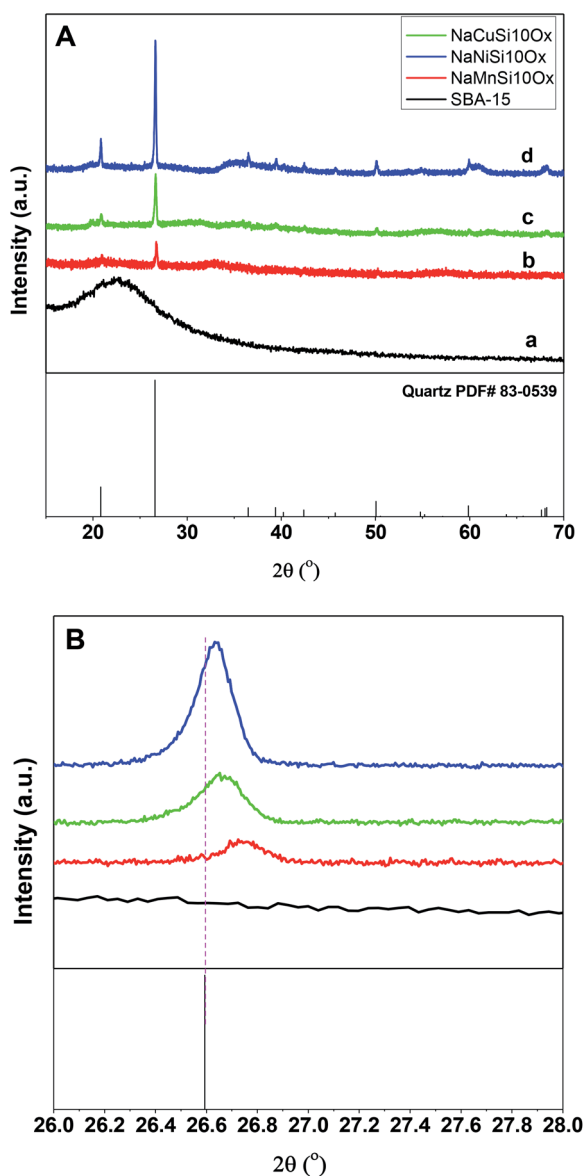 A
NaCuSi10Ox
NaNiSi10Ox
NaMnSi10Ox
SBA-15
d
c
b
a
Intensity (a.u.)
Quartz PDF# 83-0539
20 30 40 50 60 70
2θ (°)
B
Intensity (a.u.)
26.0 26.2 26.4 26.6 26.8 27.0 27.2 27.4 27.6 27.8 28.0
2θ (°)